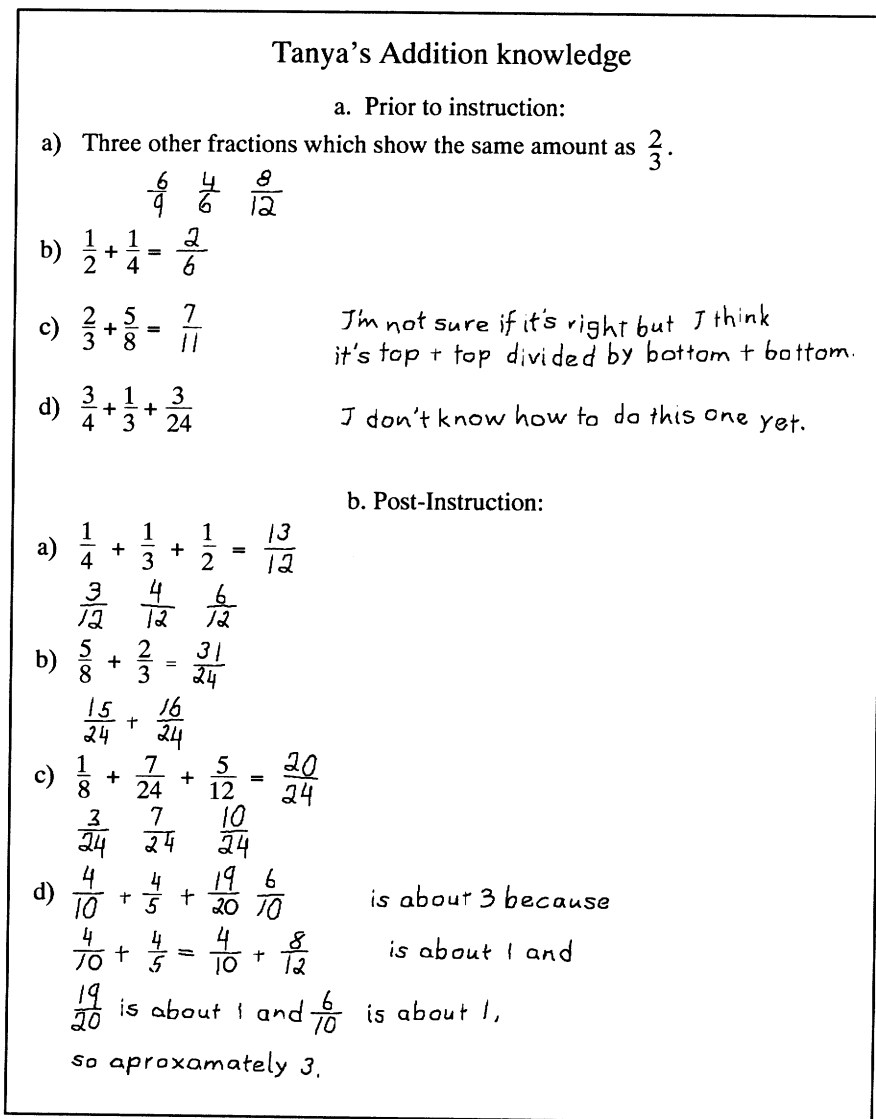 Tanya's Addition knowledge
a. Prior to instruction:
a) Three other fractions which show the same amount as 2/3.
6/9 4/6 8/12
b) 1/2 + 1/4 = 2/6
c) 2/3 + 5/8 = 7/11 I'm not sure if it's right but I think
it's top + top divided by bottom + bottom.
d) 3/4 + 1/3 + 3/24 I don't know how to do this one yet.
b. Post-Instruction:
a) 1/4 + 1/3 + 1/2 = 13/12
3/12 4/12 6/12
b) 5/8 + 2/3 = 31/24
15/24 + 16/24
c) 1/8 + 7/24 + 5/12 = 20/24
3/24 7/24 10/24
d) 4/10 + 4/5 + 19/20 6/10 is about 3 because
4/10 + 4/5 = 4/10 + 8/12 is about 1 and
19/20 is about 1 and 6/10 is about 1,
so aproxamately 3.